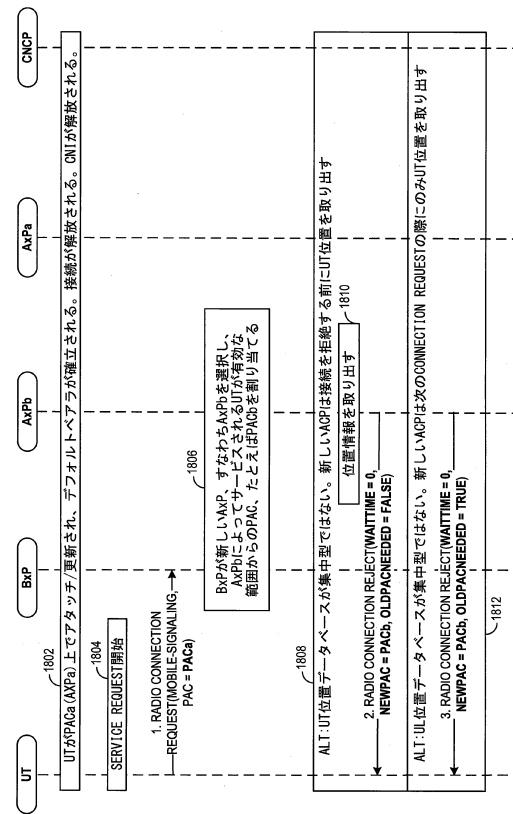 UT
BxP
AxPb
AxPa
CNCP
1802
UTがPACa(AXPa)上でアタッチ/更新され、デフォルトベアラが確立される。接続が解放される。CNIが解放される。
1804
SERVICE REQUEST開始
1. RADIO CONNECTION
REQUEST(MOBILE-SIGNALING,
PAC = PACa)
1806
BxPが新しいAxP、すなわちAxPbを選択し、
AxPbによってサービスされるUTが有効な
範囲からのPAC、たとえばPACbを割り当てる
1808
ALT:UT位置データベースが集中型ではない。新しいACPは接続を拒絶する前にUT位置を取り出す
1810
位置情報を取り出す
2. RADIO CONNECTION REJECT(WAITTIME = 0,
NEWPAC = PACb, OLDPACNEEDED = FALSE)
ALT:UL位置データベースが集中型ではない。新しいACPは次のCONNECTION REQUESTの際にのみUT位置を取り出す
3. RADIO CONNECTION REJECT(WAITTIME = 0,
NEWPAC = PACb, OLDPACNEEDED = TRUE)
1812